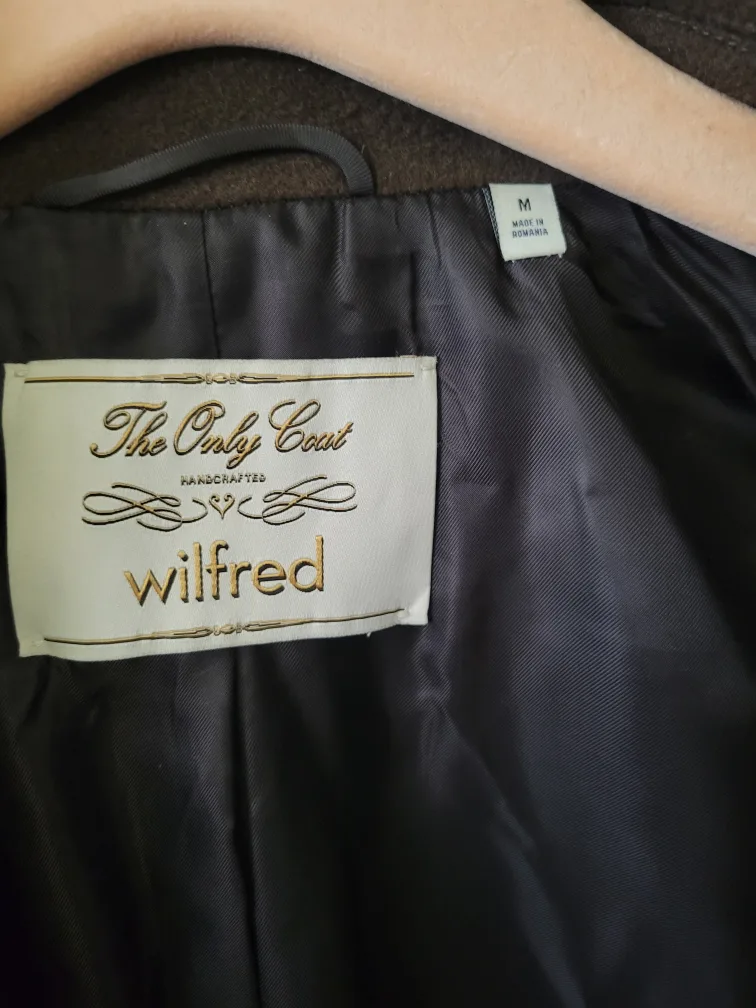 M
MADE IN
ROMANIA
The Only Coat
HANDCRAFTED
wilfred